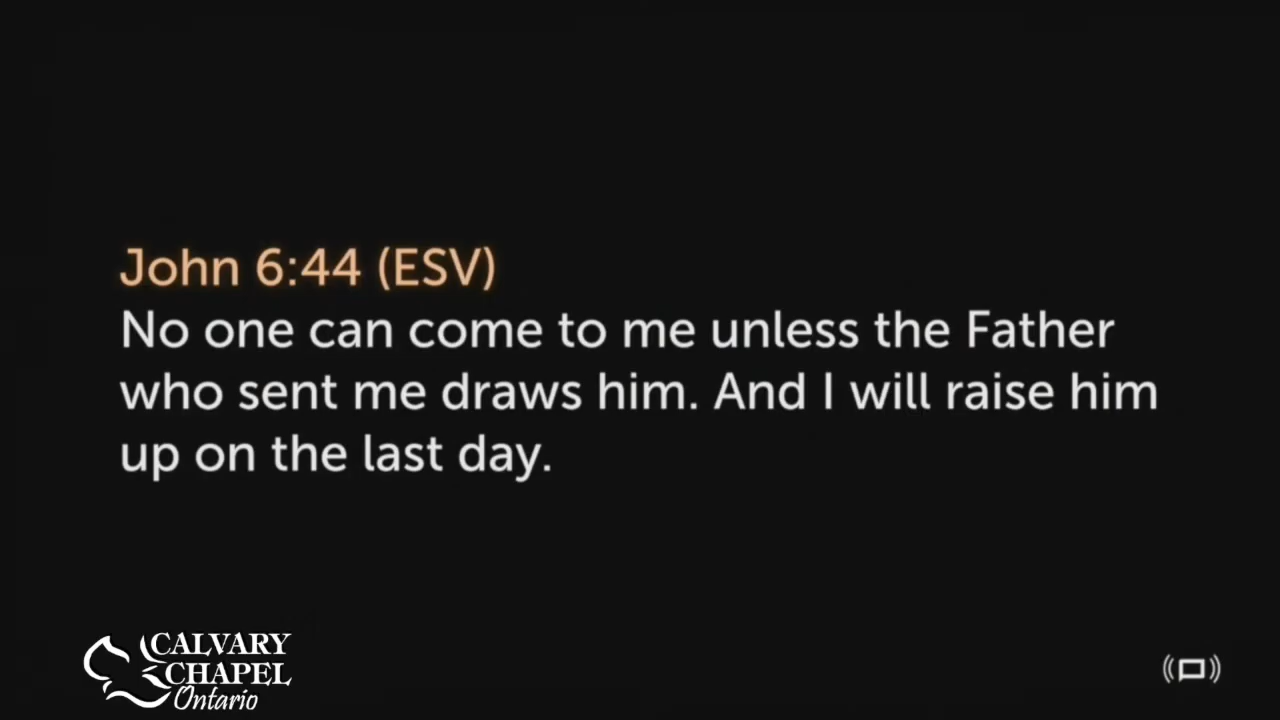 John 6:44 (ESV)
No one can come to me unless the Father
who sent me draws him. And I will raise him
up on the last day.
CALVARY
CHAPEL
Ontario